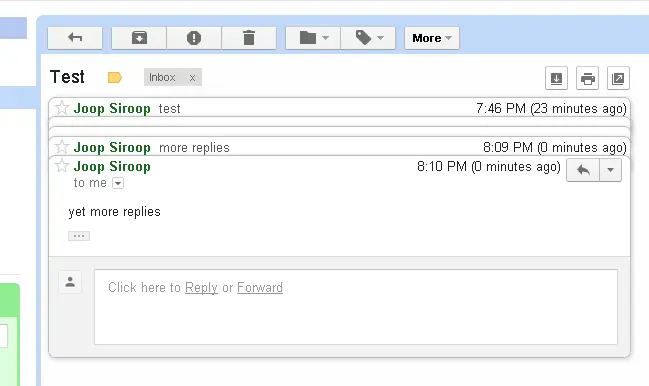 More
Test Inbox x
Joop Siroop test 7:46 PM (23 minutes ago)
Joop Siroop more replies 8:09 PM (0 minutes ago)
Joop Siroop 8:10 PM (0 minutes ago)
to me
yet more replies
Click here to Reply or Forward